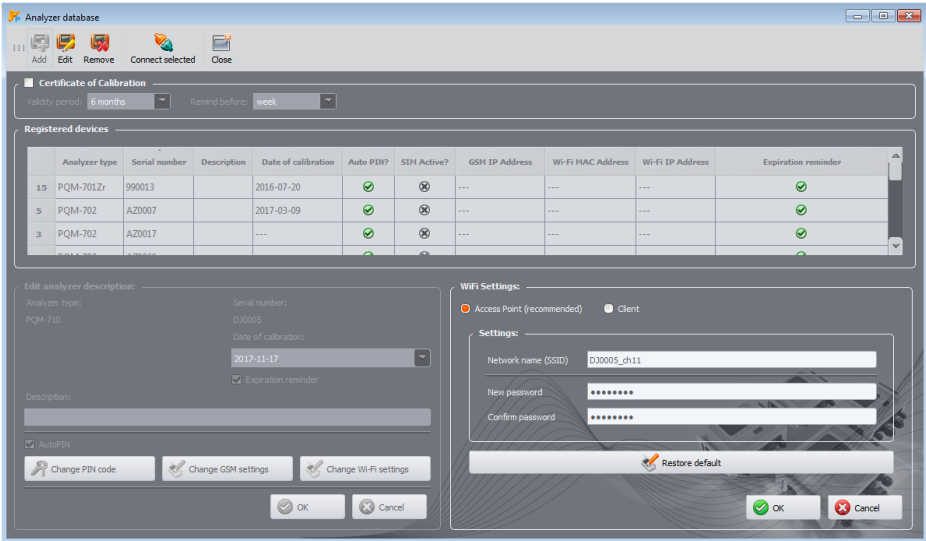 Analyzer database
Add Edit Remove Connect selected Close
Certificate of Calibration
Validity period: 6 months Remind before: week
Registered devices
Analyzer type Serial number Description Date of calibration Auto PIN? SIM Active? GSM IP Address Wi-Fi MAC Address Wi-Fi IP Address Expiration reminder
15 PQM-701Zr 990013 2016-07-20 --- --- ---
5 PQM-702 AZ0007 2017-03-09 --- --- ---
3 PQM-702 AZ0017 --- --- --- ---
Edit analyzer description:
Analyzer type: Serial number:
PQM-710 DJ0005
Date of calibration:
2017-11-17
Expiration reminder
Description:
AutoPIN
Change PIN code Change GSM settings Change Wi-Fi settings
OK Cancel
WiFi Settings:
Access Point (recommended) Client
Settings:
Network name (SSID) DJ0005_ch11
New password ●●●●●●●●
Confirm password ●●●●●●●●
Restore default
OK Cancel